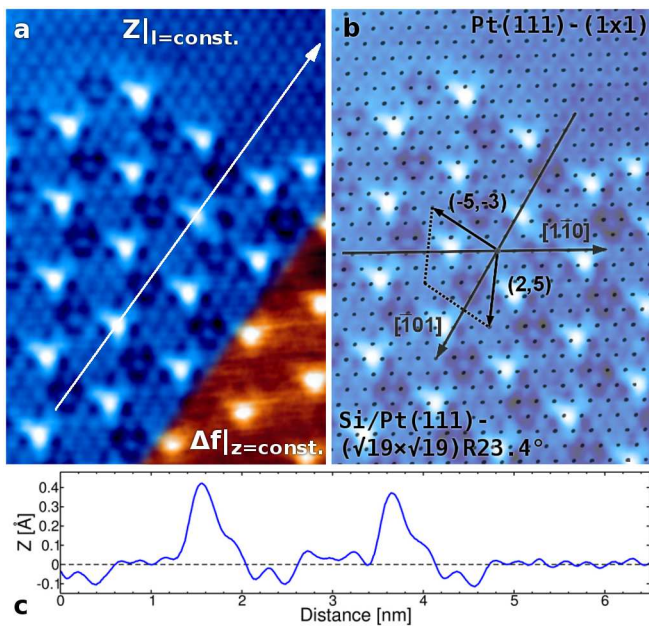 a
Z|I=const.
Δf|z=const.
b
Pt(111)-(1x1)
(-5,-3)
[1̄10]
(2,5)
[1̄01]
Si/Pt(111)-
(√19×√19)R23.4°
c
Z [Å]
0.4
0.3
0.2
0.1
0
-0.1
0 1 2 3 4 5 6
Distance [nm]